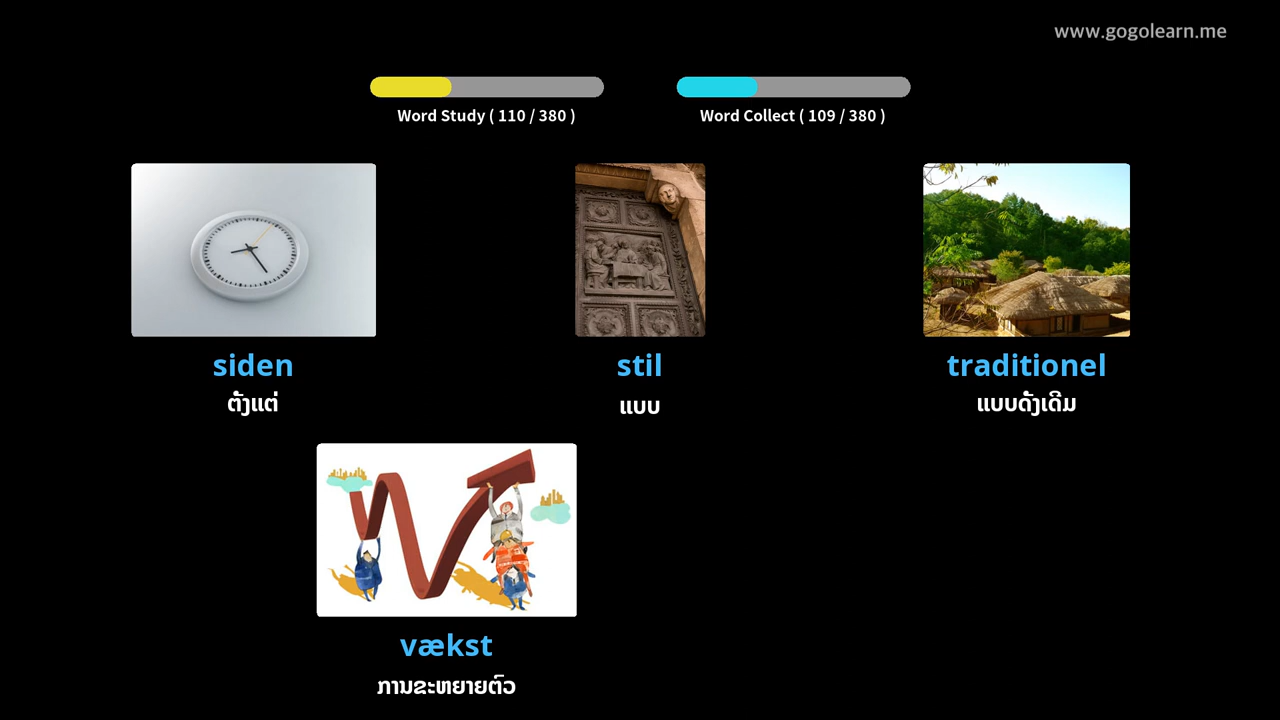 www.gogolearn.me
Word Study ( 110 / 380 )
Word Collect ( 109 / 380 )
siden
ຕັ້ງແຕ່
stil
ແບບ
traditionel
ແບບດັ້ງເດີມ
vækst
ການຂະຫຍາຍຕົວ